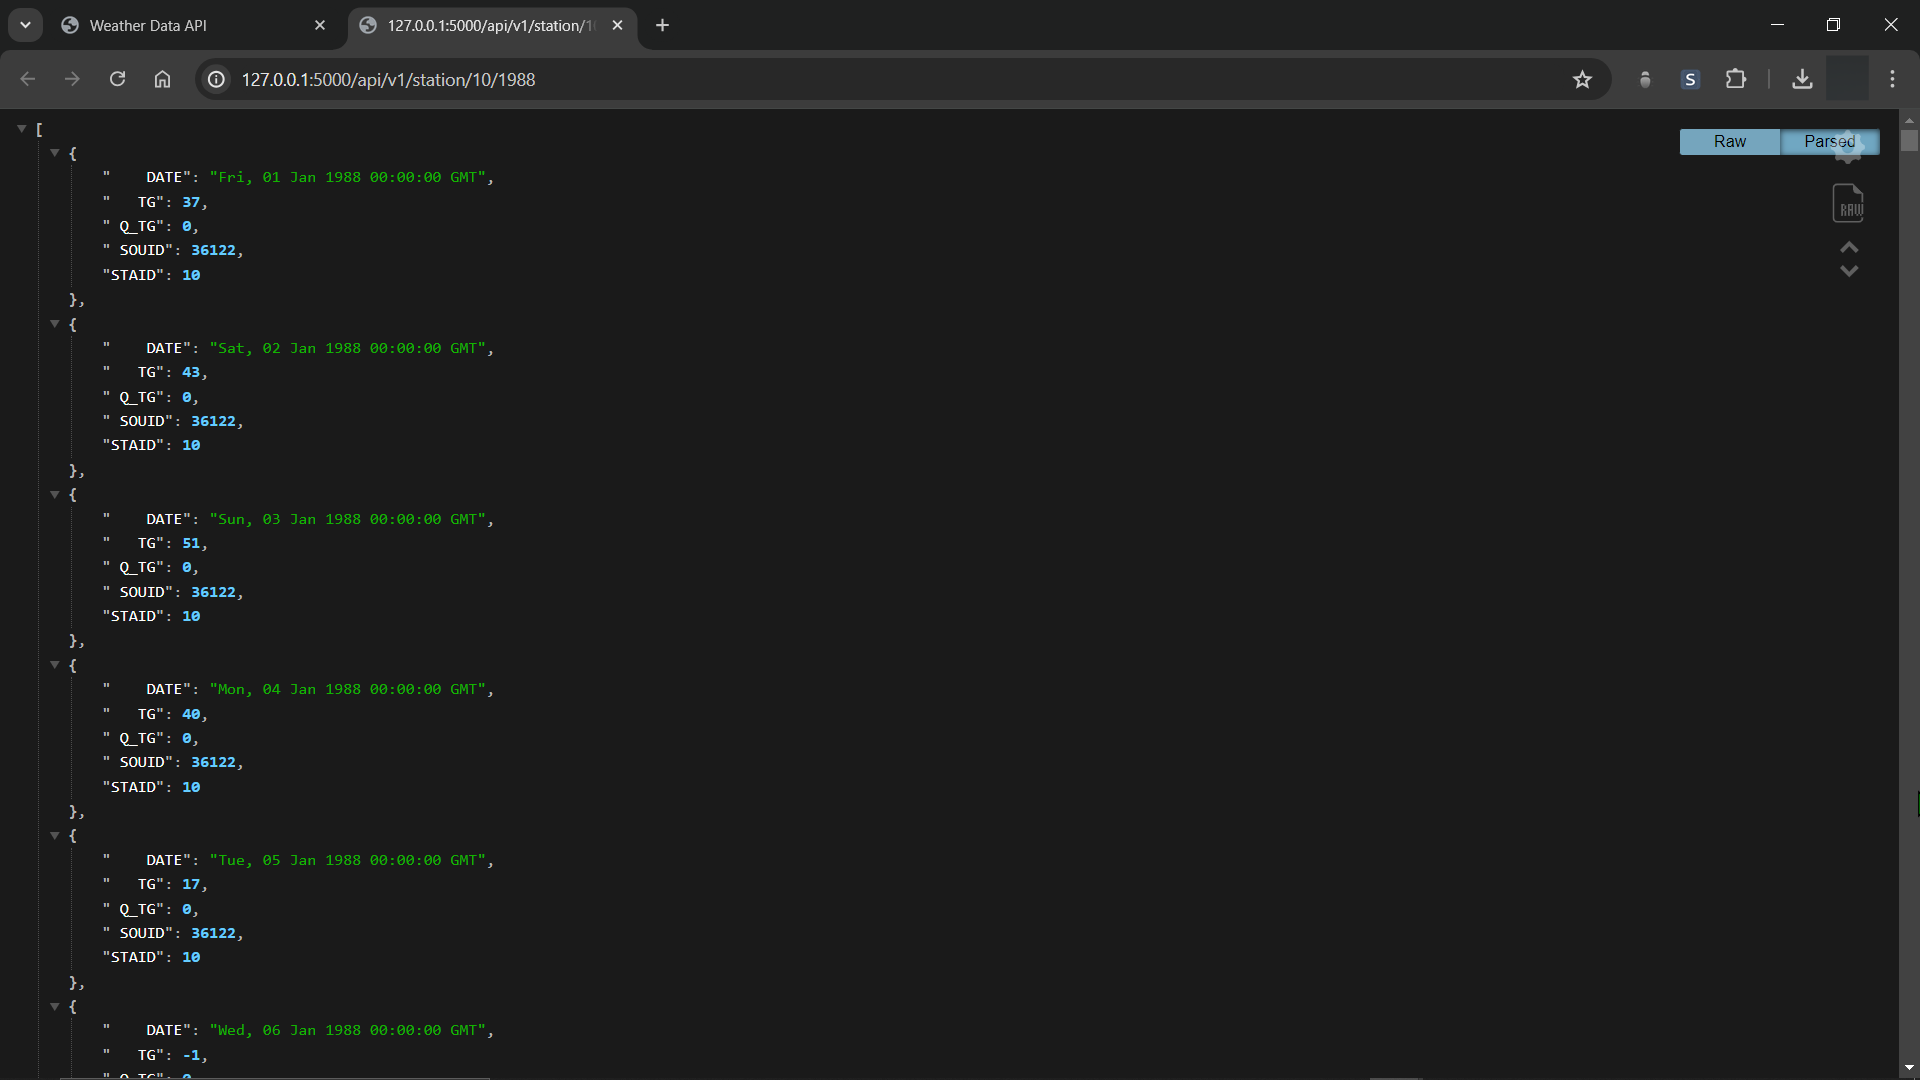 Weather Data API
127.0.0.1:5000/api/v1/station/1
127.0.0.1:5000/api/v1/station/10/1988
S
Raw Parsed
RAW
[
{
"    DATE": "Fri, 01 Jan 1988 00:00:00 GMT",
"   TG": 37,
" Q_TG": 0,
" SOUID": 36122,
"STAID": 10
},
{
"    DATE": "Sat, 02 Jan 1988 00:00:00 GMT",
"   TG": 43,
" Q_TG": 0,
" SOUID": 36122,
"STAID": 10
},
{
"    DATE": "Sun, 03 Jan 1988 00:00:00 GMT",
"   TG": 51,
" Q_TG": 0,
" SOUID": 36122,
"STAID": 10
},
{
"    DATE": "Mon, 04 Jan 1988 00:00:00 GMT",
"   TG": 40,
" Q_TG": 0,
" SOUID": 36122,
"STAID": 10
},
{
"    DATE": "Tue, 05 Jan 1988 00:00:00 GMT",
"   TG": 17,
" Q_TG": 0,
" SOUID": 36122,
"STAID": 10
},
{
"    DATE": "Wed, 06 Jan 1988 00:00:00 GMT",
"   TG": -1,